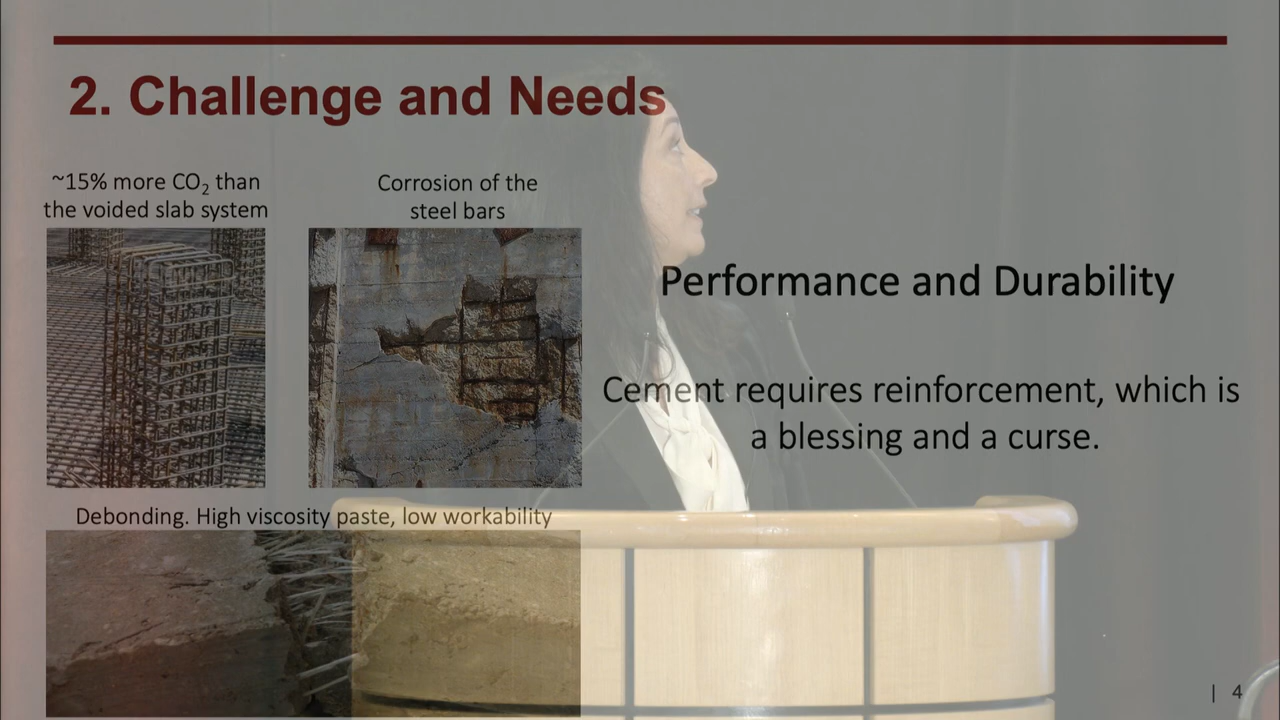 2. Challenge and Needs
~15% more CO₂ than
the voided slab system
Corrosion of the
steel bars
Performance and Durability
Cement requires reinforcement, which is
a blessing and a curse.
Debonding. High viscosity paste, low workability
| 4